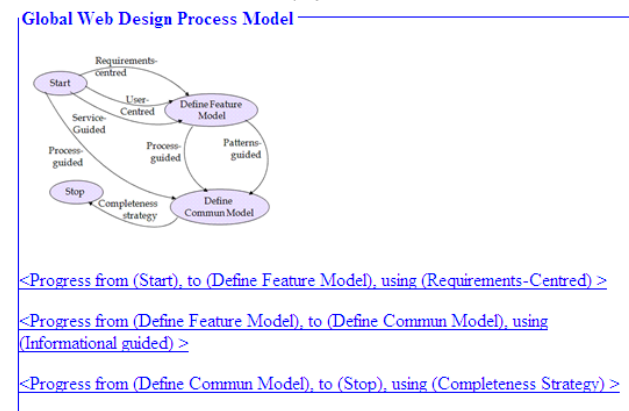 Global Web Design Process Model
Requirements-
centred
Start
User-
Centred
Define Feature
Model
Service-
Guided
Process-
guided
Process-
guided
Patterns-
guided
Stop
Completeness
strategy
Define
Commun Model
<Progress from (Start), to (Define Feature Model), using (Requirements-Centred) >
<Progress from (Define Feature Model), to (Define Commun Model), using
(Informational guided) >
<Progress from (Define Commun Model), to (Stop), using (Completeness Strategy) >